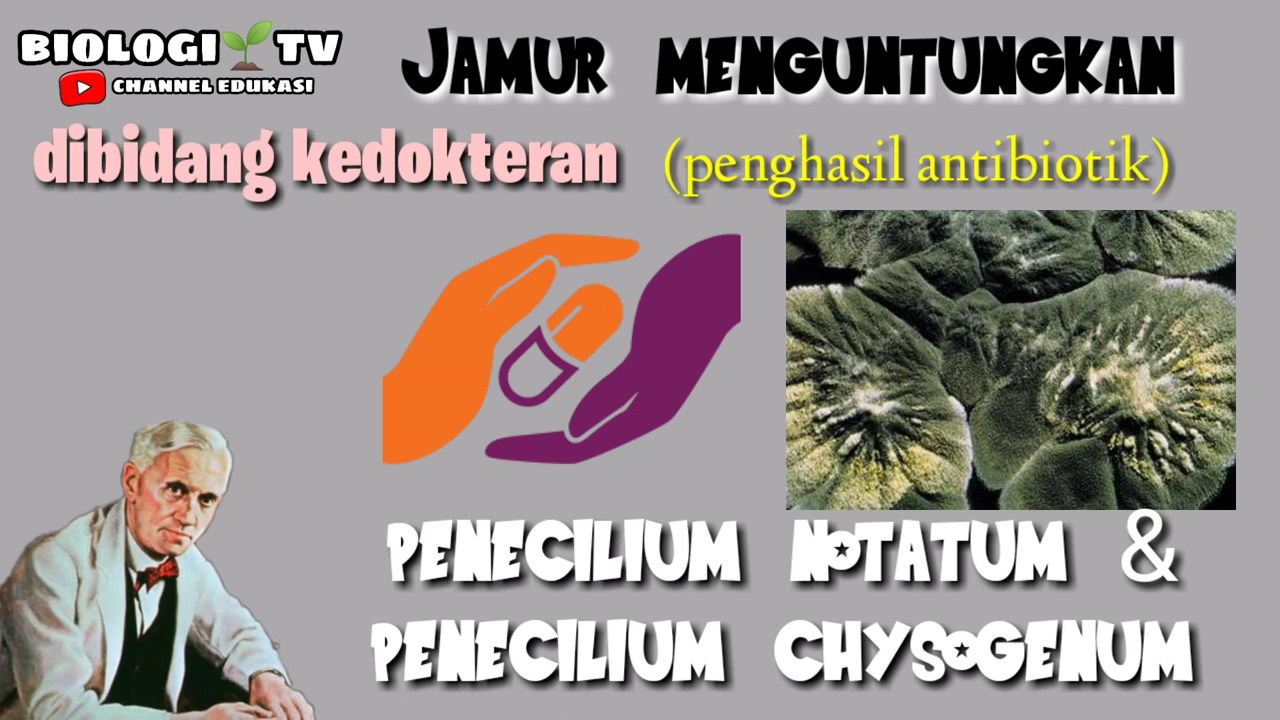 BIOLOGI TV
CHANNEL EDUKASI
JAMUR MENGUNTUNGKAN
dibidang kedokteran (penghasil antibiotik)
PENECILIUM NOTATUM &
PENECILIUM CHYSOGENUM